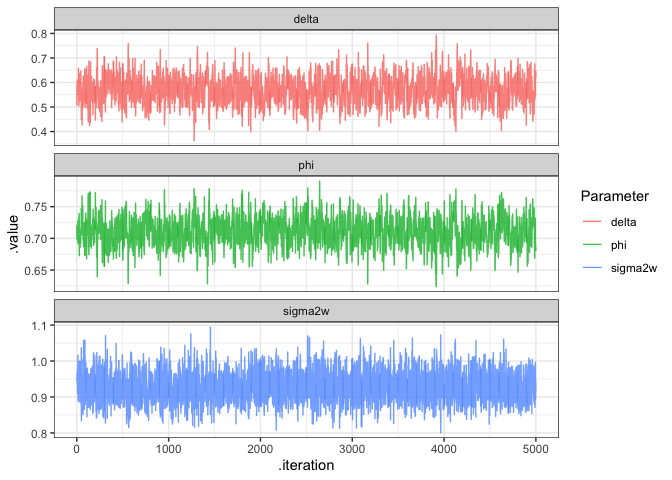 delta
0.8
0.7
0.6
0.5
0.4
phi
0.75
0.70
0.65
sigma2w
1.1
1.0
0.9
0.8
0 1000 2000 3000 4000 5000
.iteration
.value
Parameter
delta
phi
sigma2w